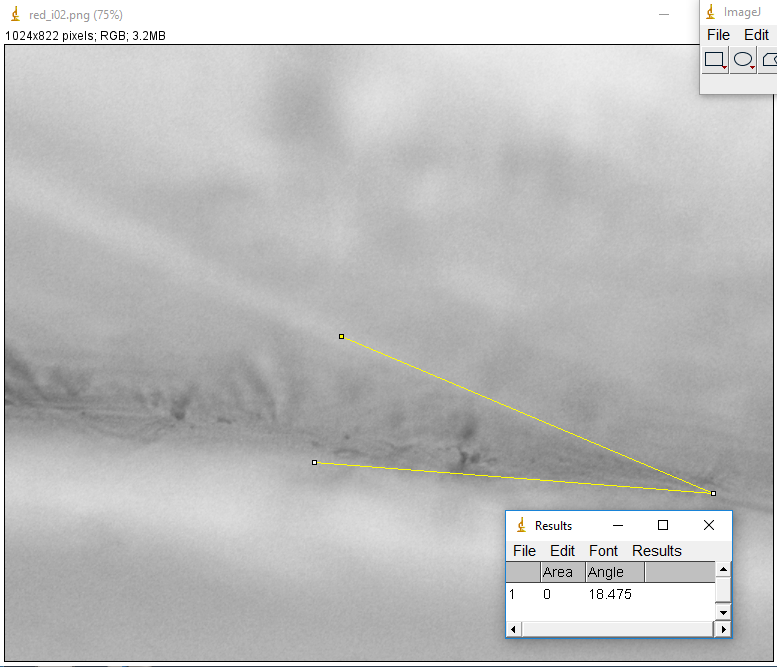 red_i02.png (75%)
1024x822 pixels; RGB; 3.2MB
ImageJ
File Edit
Results
File Edit Font Results
Area Angle
1 0 18.475